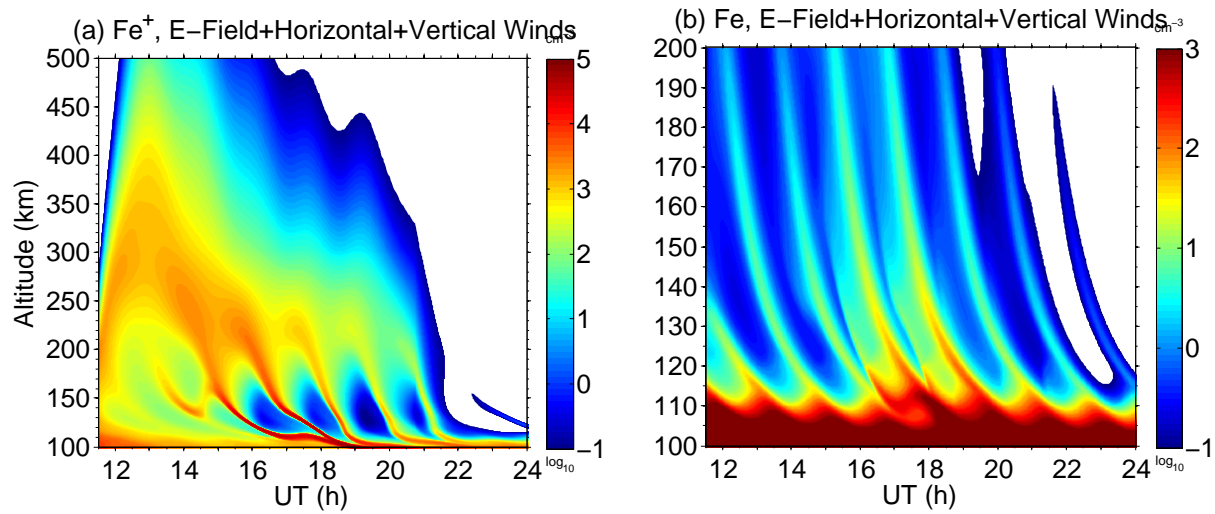 (a) Fe+, E−Field+Horizontal+Vertical Winds
cm−3
500
450
400
350
300
250
200
150
100
Altitude (km)
12 14 16 18 20 22 24
UT (h)
5
4
3
2
1
0
−1
log10
(b) Fe, E−Field+Horizontal+Vertical Winds
cm−3
200
190
180
170
160
150
140
130
120
110
100
12 14 16 18 20 22 24
UT (h)
3
2
1
0
−1
log10